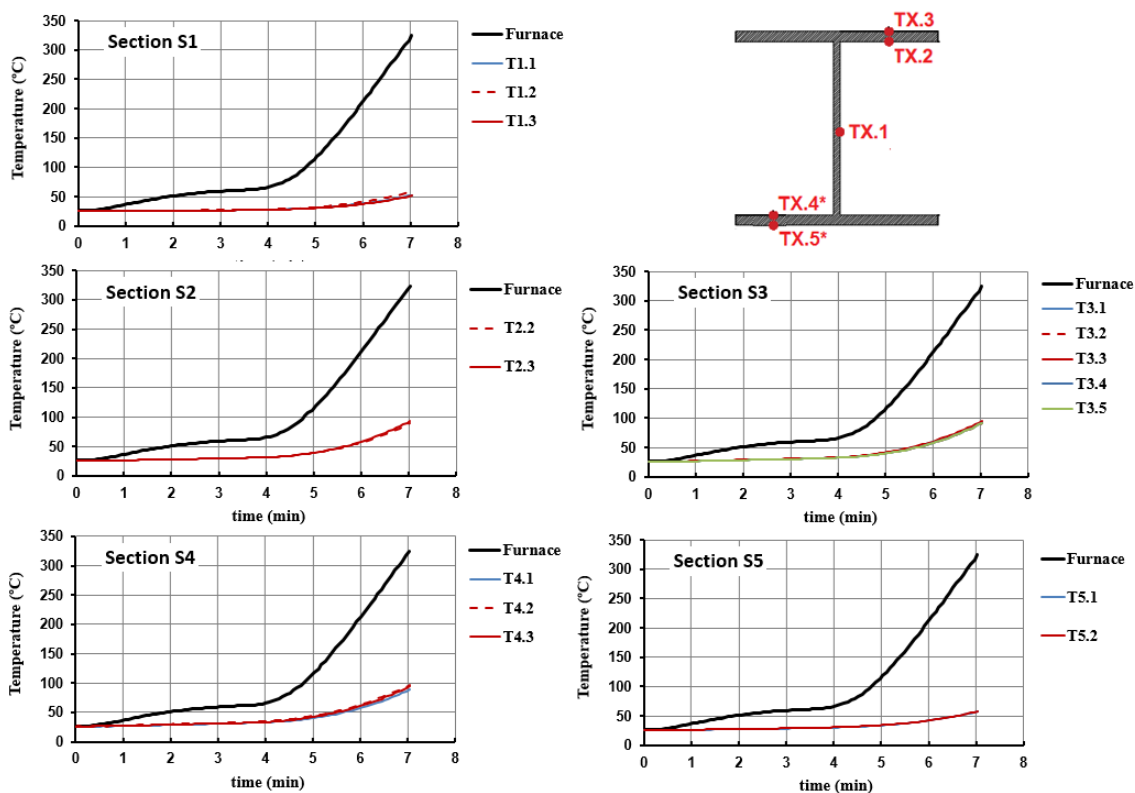 Section S1
Temperature (°C)
350
300
250
200
150
100
50
0
0 1 2 3 4 5 6 7 8
Furnace
T1.1
T1.2
T1.3
TX.3
TX.2
TX.1
TX.4*
TX.5*
Section S2
Temperature (°C)
350
300
250
200
150
100
50
0
0 1 2 3 4 5 6 7 8
time (min)
Furnace
T2.2
T2.3
Section S3
Temperature (°C)
350
300
250
200
150
100
50
0
0 1 2 3 4 5 6 7 8
time (min)
Furnace
T3.1
T3.2
T3.3
T3.4
T3.5
Section S4
Temperature (°C)
350
300
250
200
150
100
50
0
0 1 2 3 4 5 6 7 8
time (min)
Furnace
T4.1
T4.2
T4.3
Section S5
Temperature (°C)
350
300
250
200
150
100
50
0
0 1 2 3 4 5 6 7 8
time (min)
Furnace
T5.1
T5.2